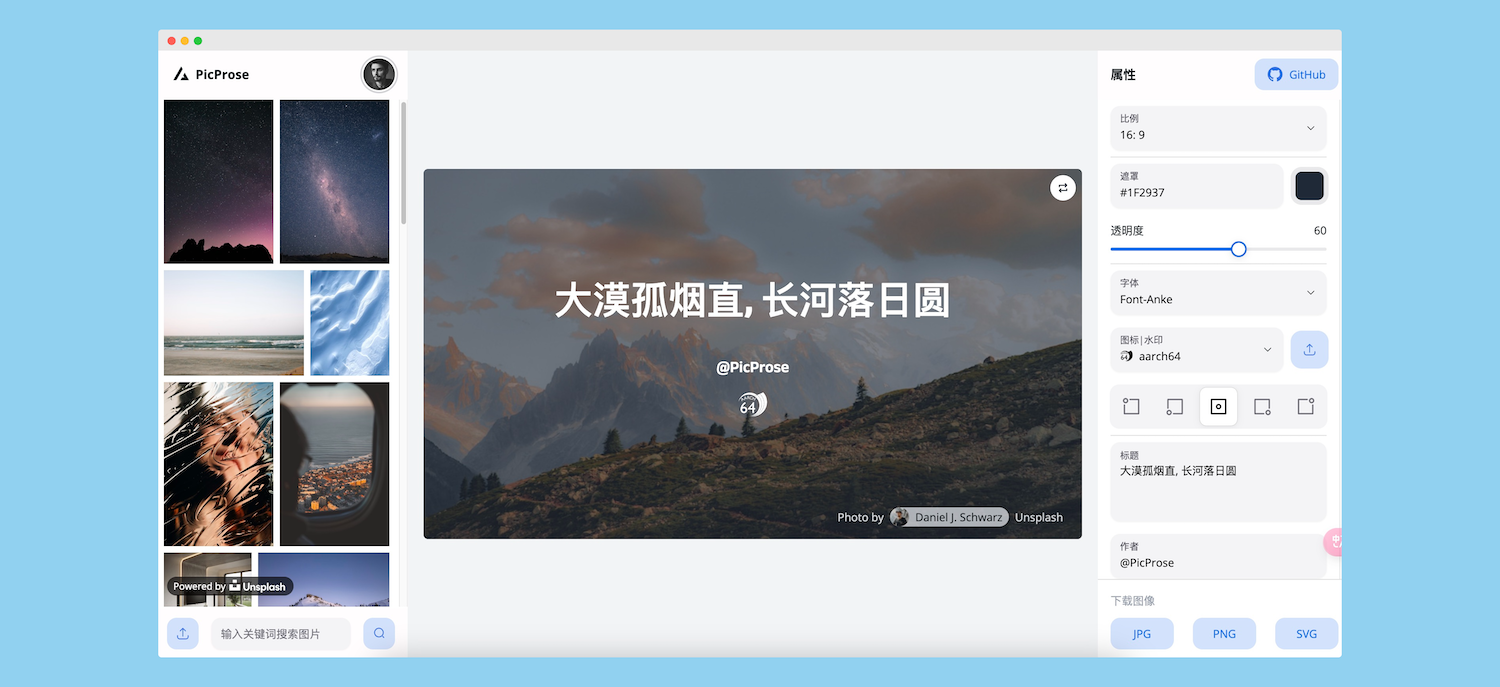 PicProse
Powered by Unsplash
输入关键词搜索图片
大漠孤烟直, 长河落日圆
@PicProse
AARCH
64
Photo by Daniel J. Schwarz Unsplash
属性
GitHub
比例
16: 9
遮罩
#1F2937
透明度 60
字体
Font-Anke
图标|水印
aarch64
标题
大漠孤烟直, 长河落日圆
作者
@PicProse
下载图像
JPG PNG SVG